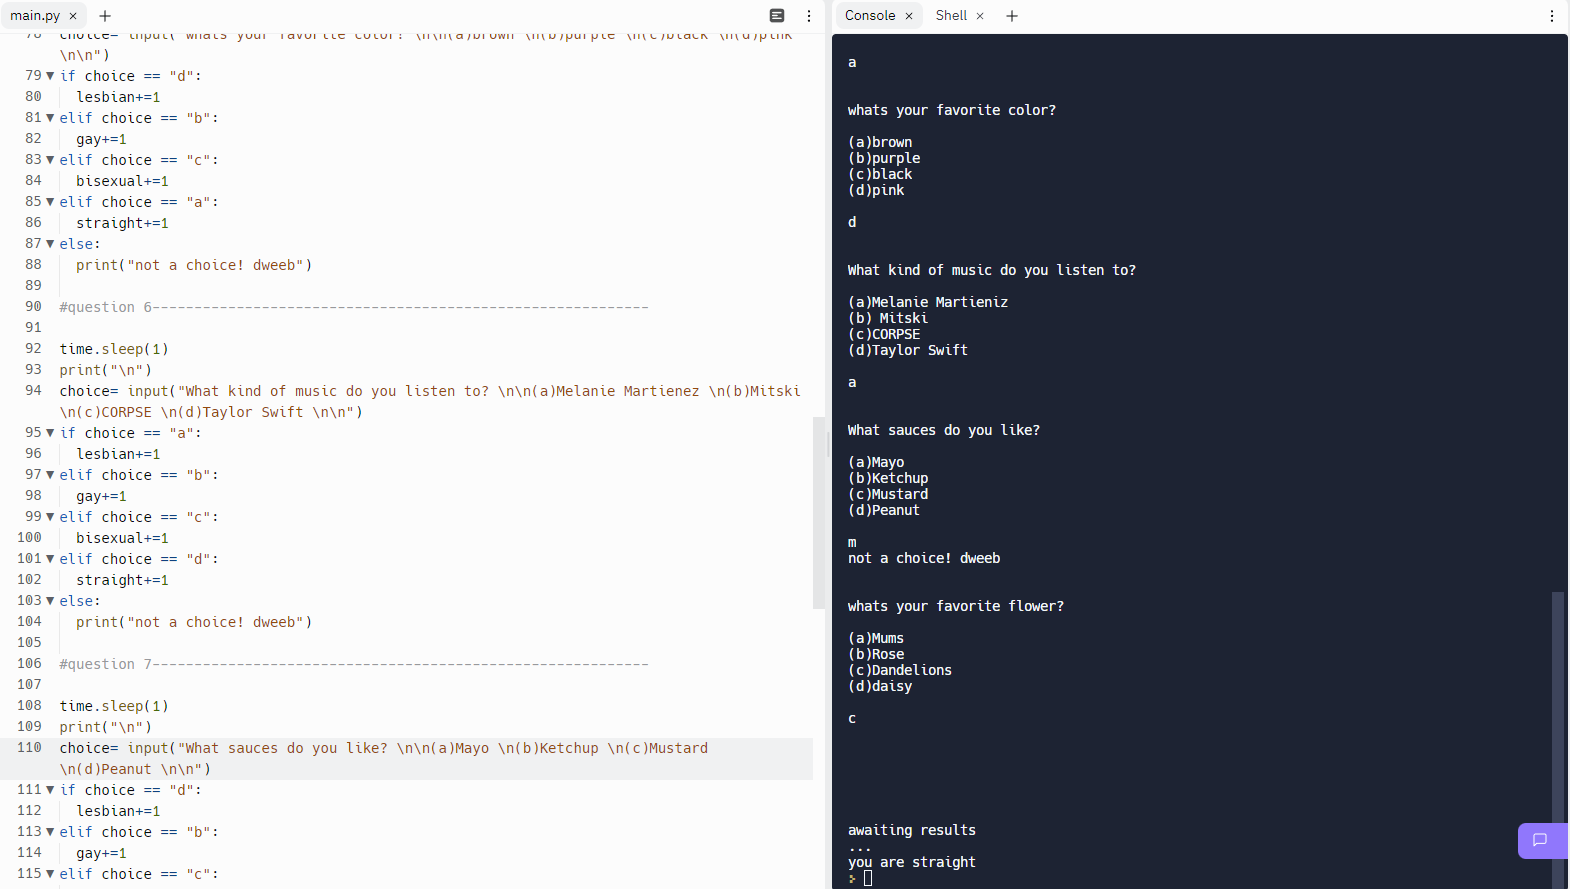 main.py
78 choice= input("whats your favorite color? \n\n(a)brown \n(b)purple \n(c)black \n(d)pink
\n\n")
79 if choice == "d":
80 lesbian+=1
81 elif choice == "b":
82 gay+=1
83 elif choice == "c":
84 bisexual+=1
85 elif choice == "a":
86 straight+=1
87 else:
88 print("not a choice! dweeb")
89
90 #question 6-----------------------------------------------------------
91
92 time.sleep(1)
93 print("\n")
94 choice= input("What kind of music do you listen to? \n\n(a)Melanie Martienez \n(b)Mitski
\n(c)CORPSE \n(d)Taylor Swift \n\n")
95 if choice == "a":
96 lesbian+=1
97 elif choice == "b":
98 gay+=1
99 elif choice == "c":
100 bisexual+=1
101 elif choice == "d":
102 straight+=1
103 else:
104 print("not a choice! dweeb")
105
106 #question 7-----------------------------------------------------------
107
108 time.sleep(1)
109 print("\n")
110 choice= input("What sauces do you like? \n\n(a)Mayo \n(b)Ketchup \n(c)Mustard
\n(d)Peanut \n\n")
111 if choice == "d":
112 lesbian+=1
113 elif choice == "b":
114 gay+=1
115 elif choice == "c":
Console Shell
a
whats your favorite color?
(a)brown
(b)purple
(c)black
(d)pink
d
What kind of music do you listen to?
(a)Melanie Martieniz
(b) Mitski
(c)CORPSE
(d)Taylor Swift
a
What sauces do you like?
(a)Mayo
(b)Ketchup
(c)Mustard
(d)Peanut
m
not a choice! dweeb
whats your favorite flower?
(a)Mums
(b)Rose
(c)Dandelions
(d)daisy
c
awaiting results
...
you are straight